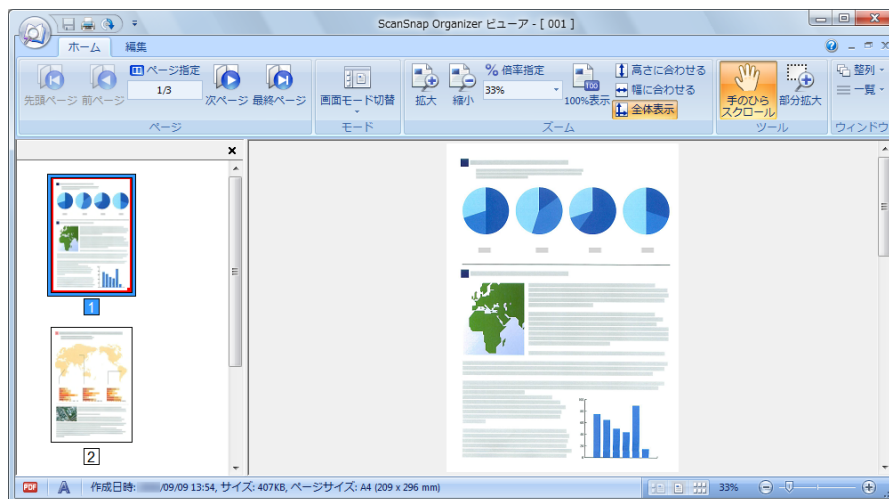 ScanSnap Organizer ビューア - [ 001 ]
ホーム 編集
先頭ページ 前ページ ページ指定 1/3 次ページ 最終ページ
ページ
画面モード切替
モード
拡大 縮小 % 倍率指定 33% 100%表示 高さに合わせる 幅に合わせる 全体表示
ズーム
手のひら
スクロール 部分拡大
ツール
整列
一覧
ウィンドウ
1
2
PDF A 作成日時: /09/09 13:54, サイズ: 407KB, ページサイズ: A4 (209 x 296 mm) 33%